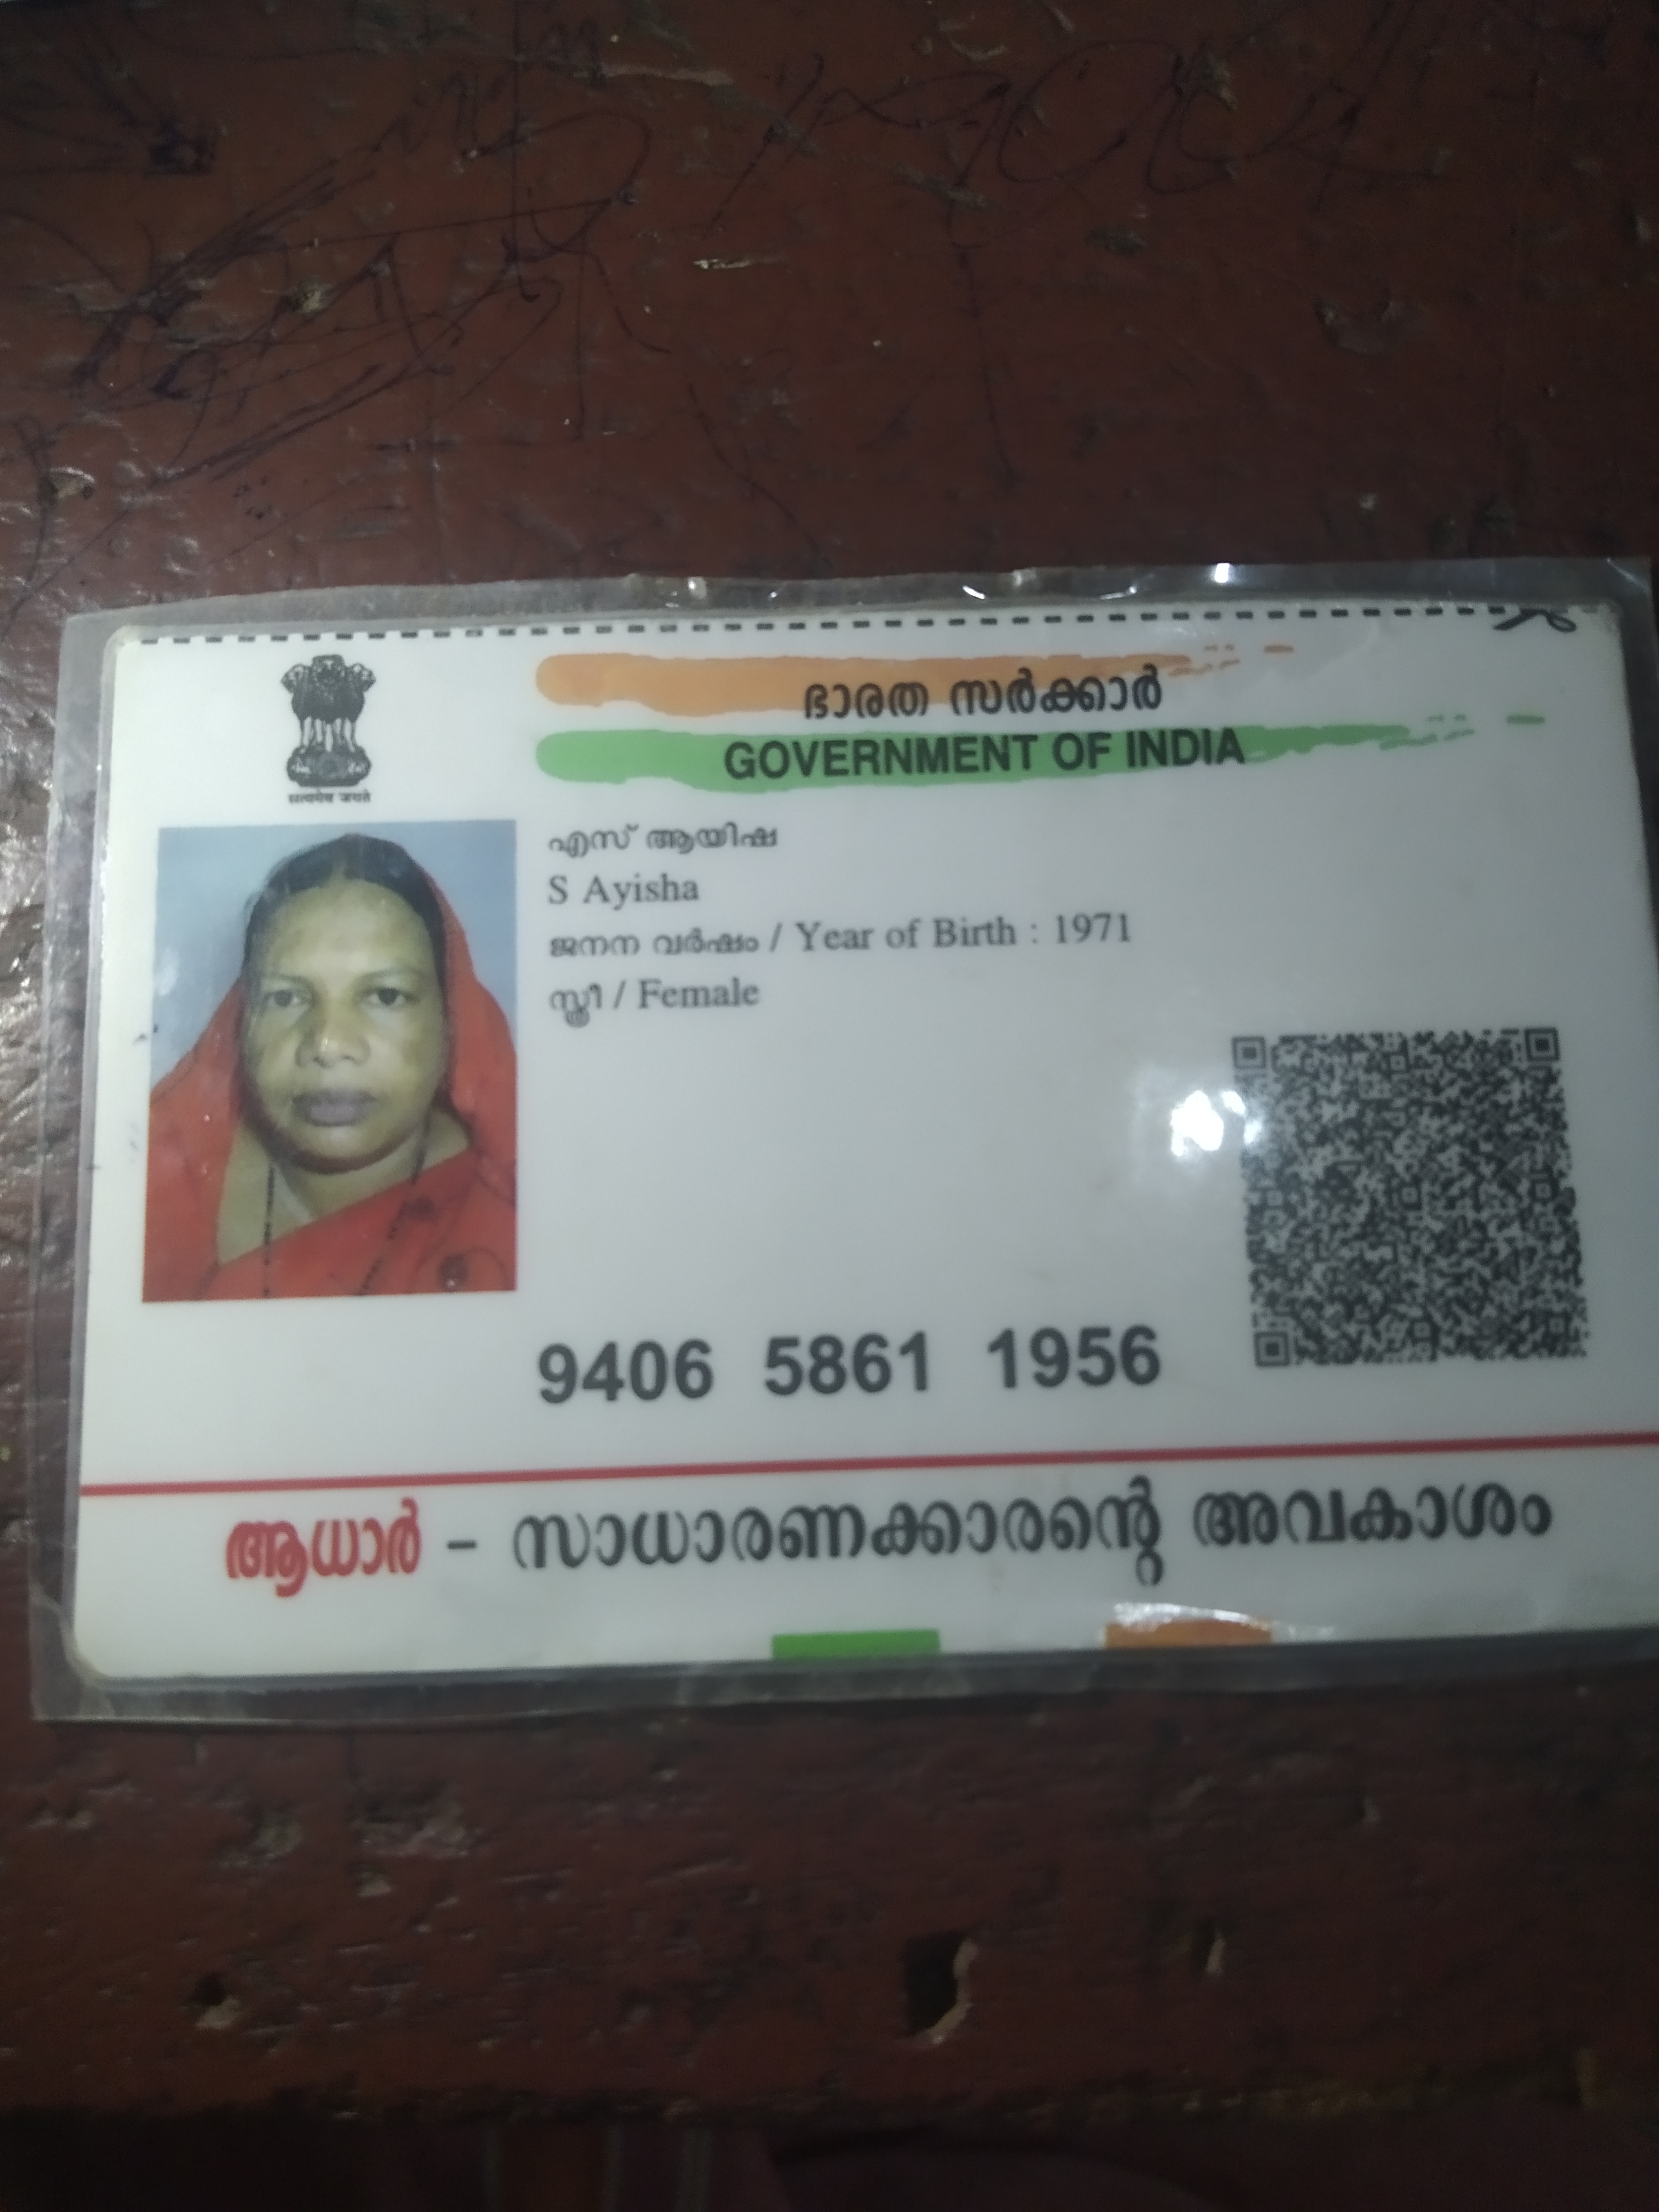 ഭാരത സർക്കാർ
GOVERNMENT OF INDIA
सत्यमेव जयते
എസ് ആയിഷ
S Ayisha
ജനന വർഷം / Year of Birth : 1971
സ്ത്രീ / Female
9406 5861 1956
ആധാർ - സാധാരണക്കാരന്റെ അവകാശം